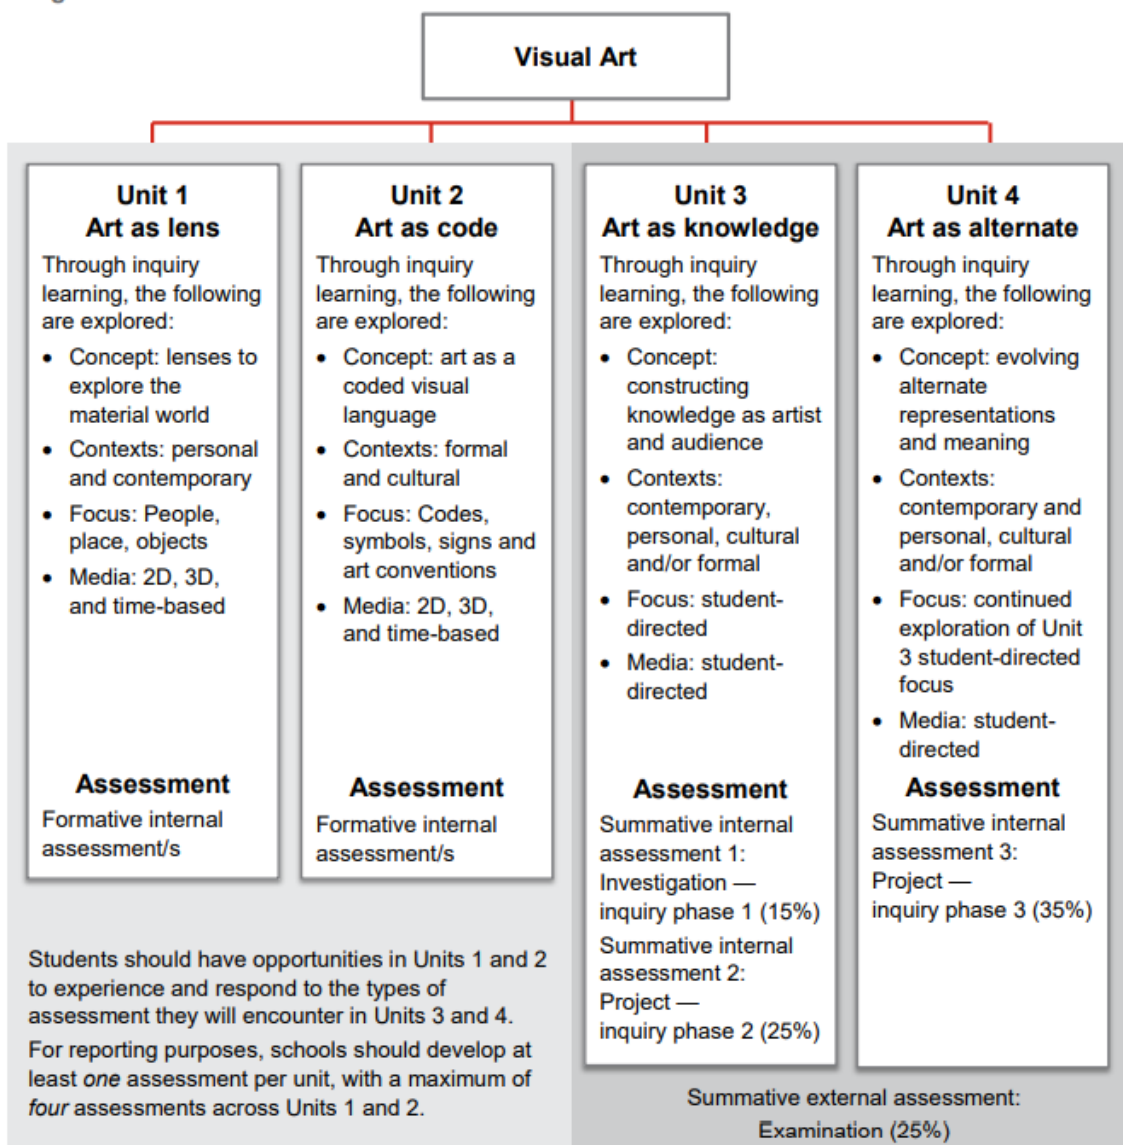 Visual Art
Unit 1
Art as lens
Through inquiry
learning, the following
are explored:
• Concept: lenses to
explore the
material world
• Contexts: personal
and contemporary
• Focus: People,
place, objects
• Media: 2D, 3D,
and time-based
Assessment
Formative internal
assessment/s
Unit 2
Art as code
Through inquiry
learning, the following
are explored:
• Concept: art as a
coded visual
language
• Contexts: formal
and cultural
• Focus: Codes,
symbols, signs and
art conventions
• Media: 2D, 3D,
and time-based
Assessment
Formative internal
assessment/s
Students should have opportunities in Units 1 and 2
to experience and respond to the types of
assessment they will encounter in Units 3 and 4.
For reporting purposes, schools should develop at
least one assessment per unit, with a maximum of
four assessments across Units 1 and 2.
Unit 3
Art as knowledge
Through inquiry
learning, the following
are explored:
• Concept:
constructing
knowledge as artist
and audience
• Contexts:
contemporary,
personal, cultural
and/or formal
• Focus: student-
directed
• Media: student-
directed
Assessment
Summative internal
assessment 1:
Investigation —
inquiry phase 1 (15%)
Summative internal
assessment 2:
Project —
inquiry phase 2 (25%)
Unit 4
Art as alternate
Through inquiry
learning, the following
are explored:
• Concept: evolving
alternate
representations
and meaning
• Contexts:
contemporary and
personal, cultural
and/or formal
• Focus: continued
exploration of Unit
3 student-directed
focus
• Media: student-
directed
Assessment
Summative internal
assessment 3:
Project —
inquiry phase 3 (35%)
Summative external assessment:
Examination (25%)